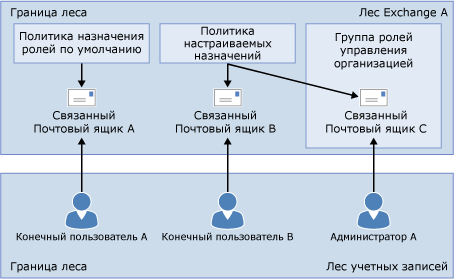 Граница леса
Лес Exchange A
Политика назначения
ролей по умолчанию
Политика
настраиваемых
назначений
Группа ролей
управления
организацией
Связанный
Почтовый ящик A
Связанный
Почтовый ящик B
Связанный
Почтовый ящик C
Конечный пользователь A
Конечный пользователь B
Администратор A
Граница леса
Лес учетных записей